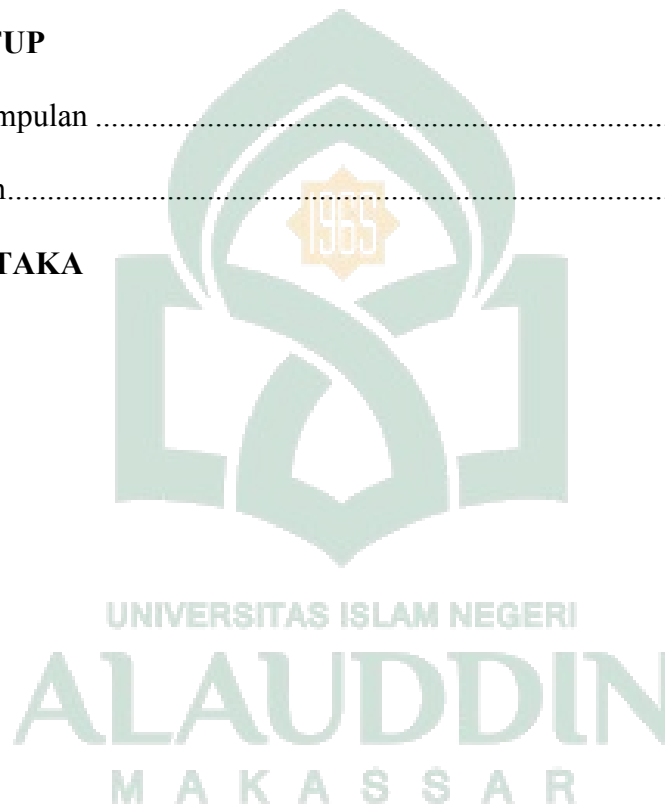 TUP
mpulan ........................................................................
n....................................................................................
TAKA
1965
UNIVERSITAS ISLAM NEGERI
ALAUDDIN
MAKASSAR